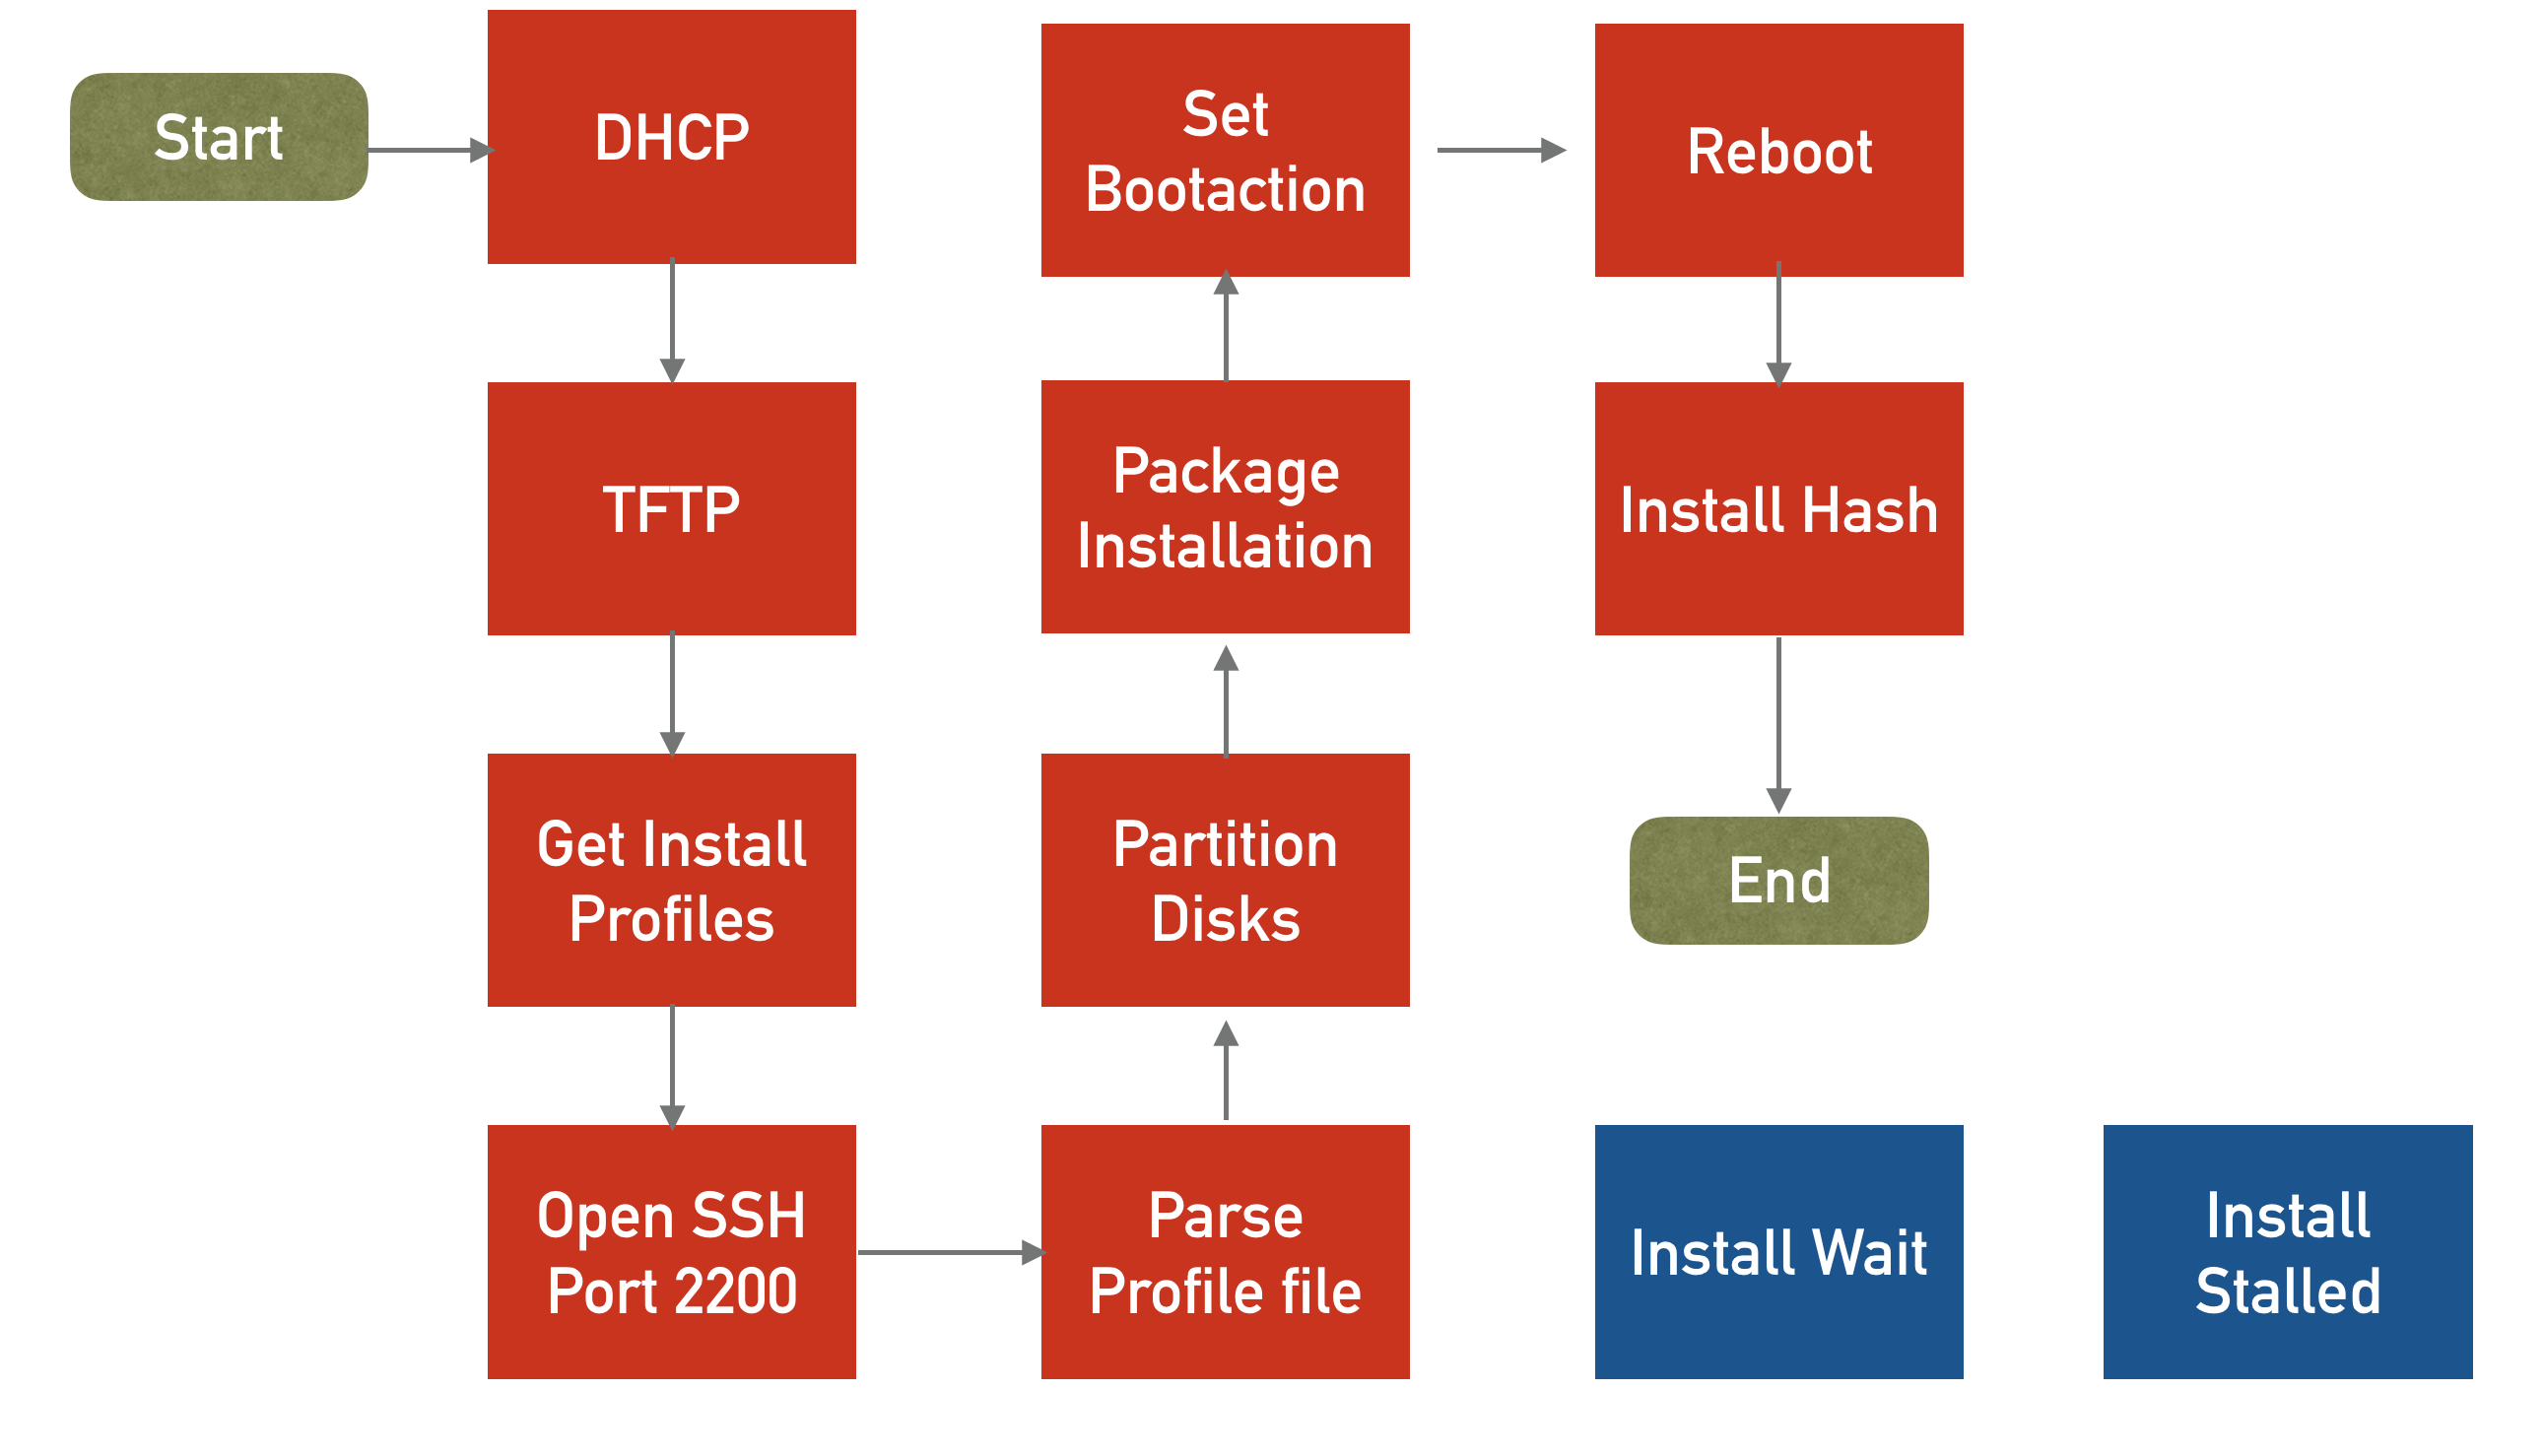 Start
DHCP
TFTP
Get Install
Profiles
Open SSH
Port 2200
Parse
Profile file
Partition
Disks
Package
Installation
Set
Bootaction
Reboot
Install Hash
End
Install Wait
Install
Stalled